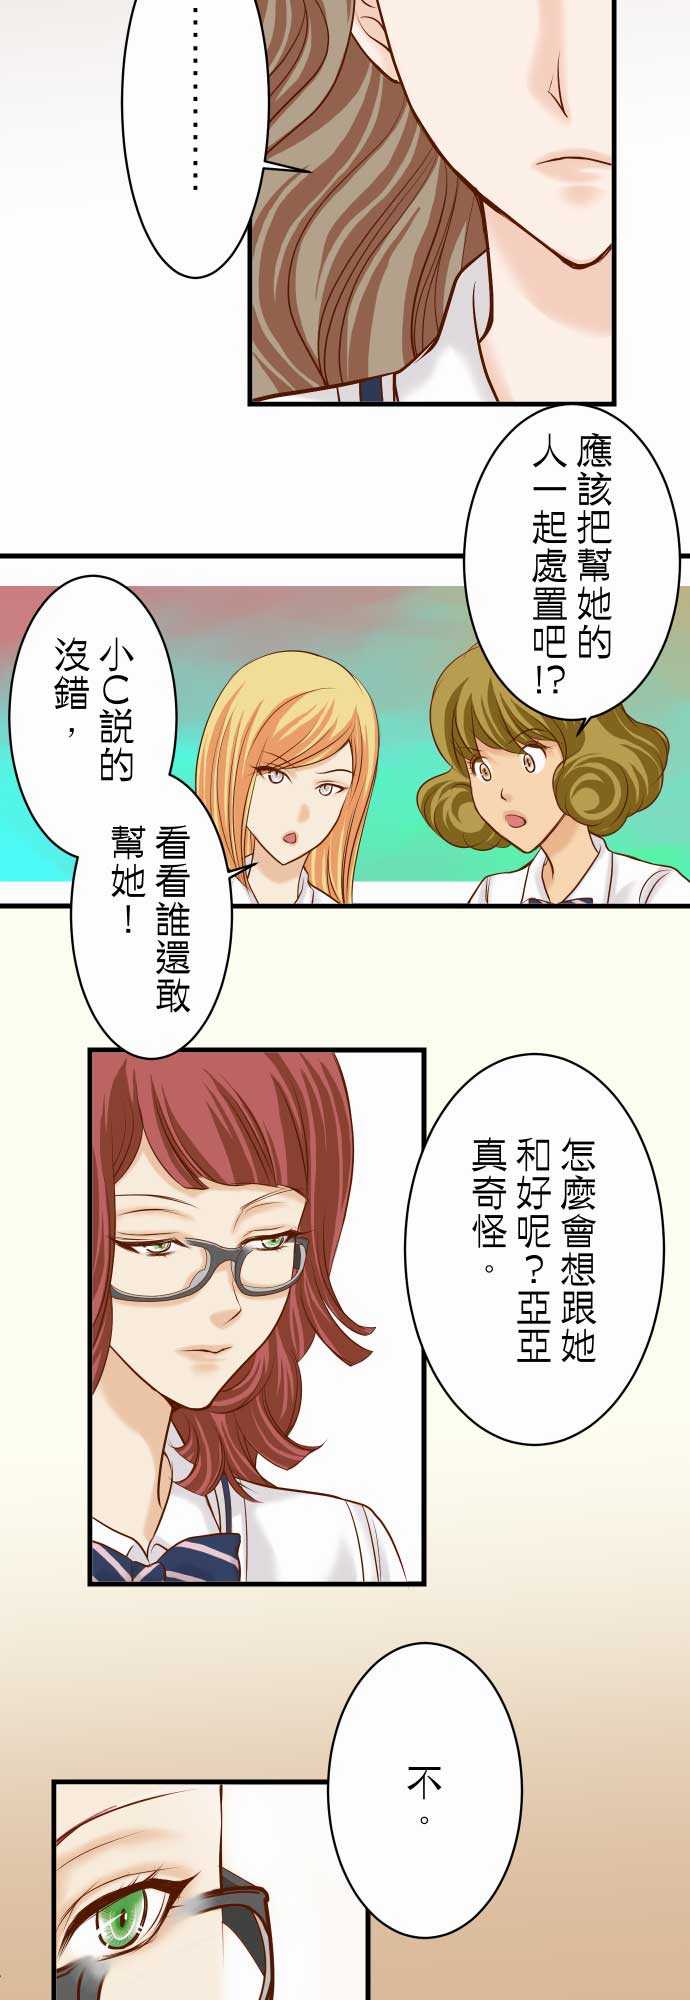 …………
應該把幫她的
人一起處置吧!?
小C説的
沒錯，
看看誰還敢
幫她！
怎麼會想跟她
和好呢？亞亞
真奇怪。
不。